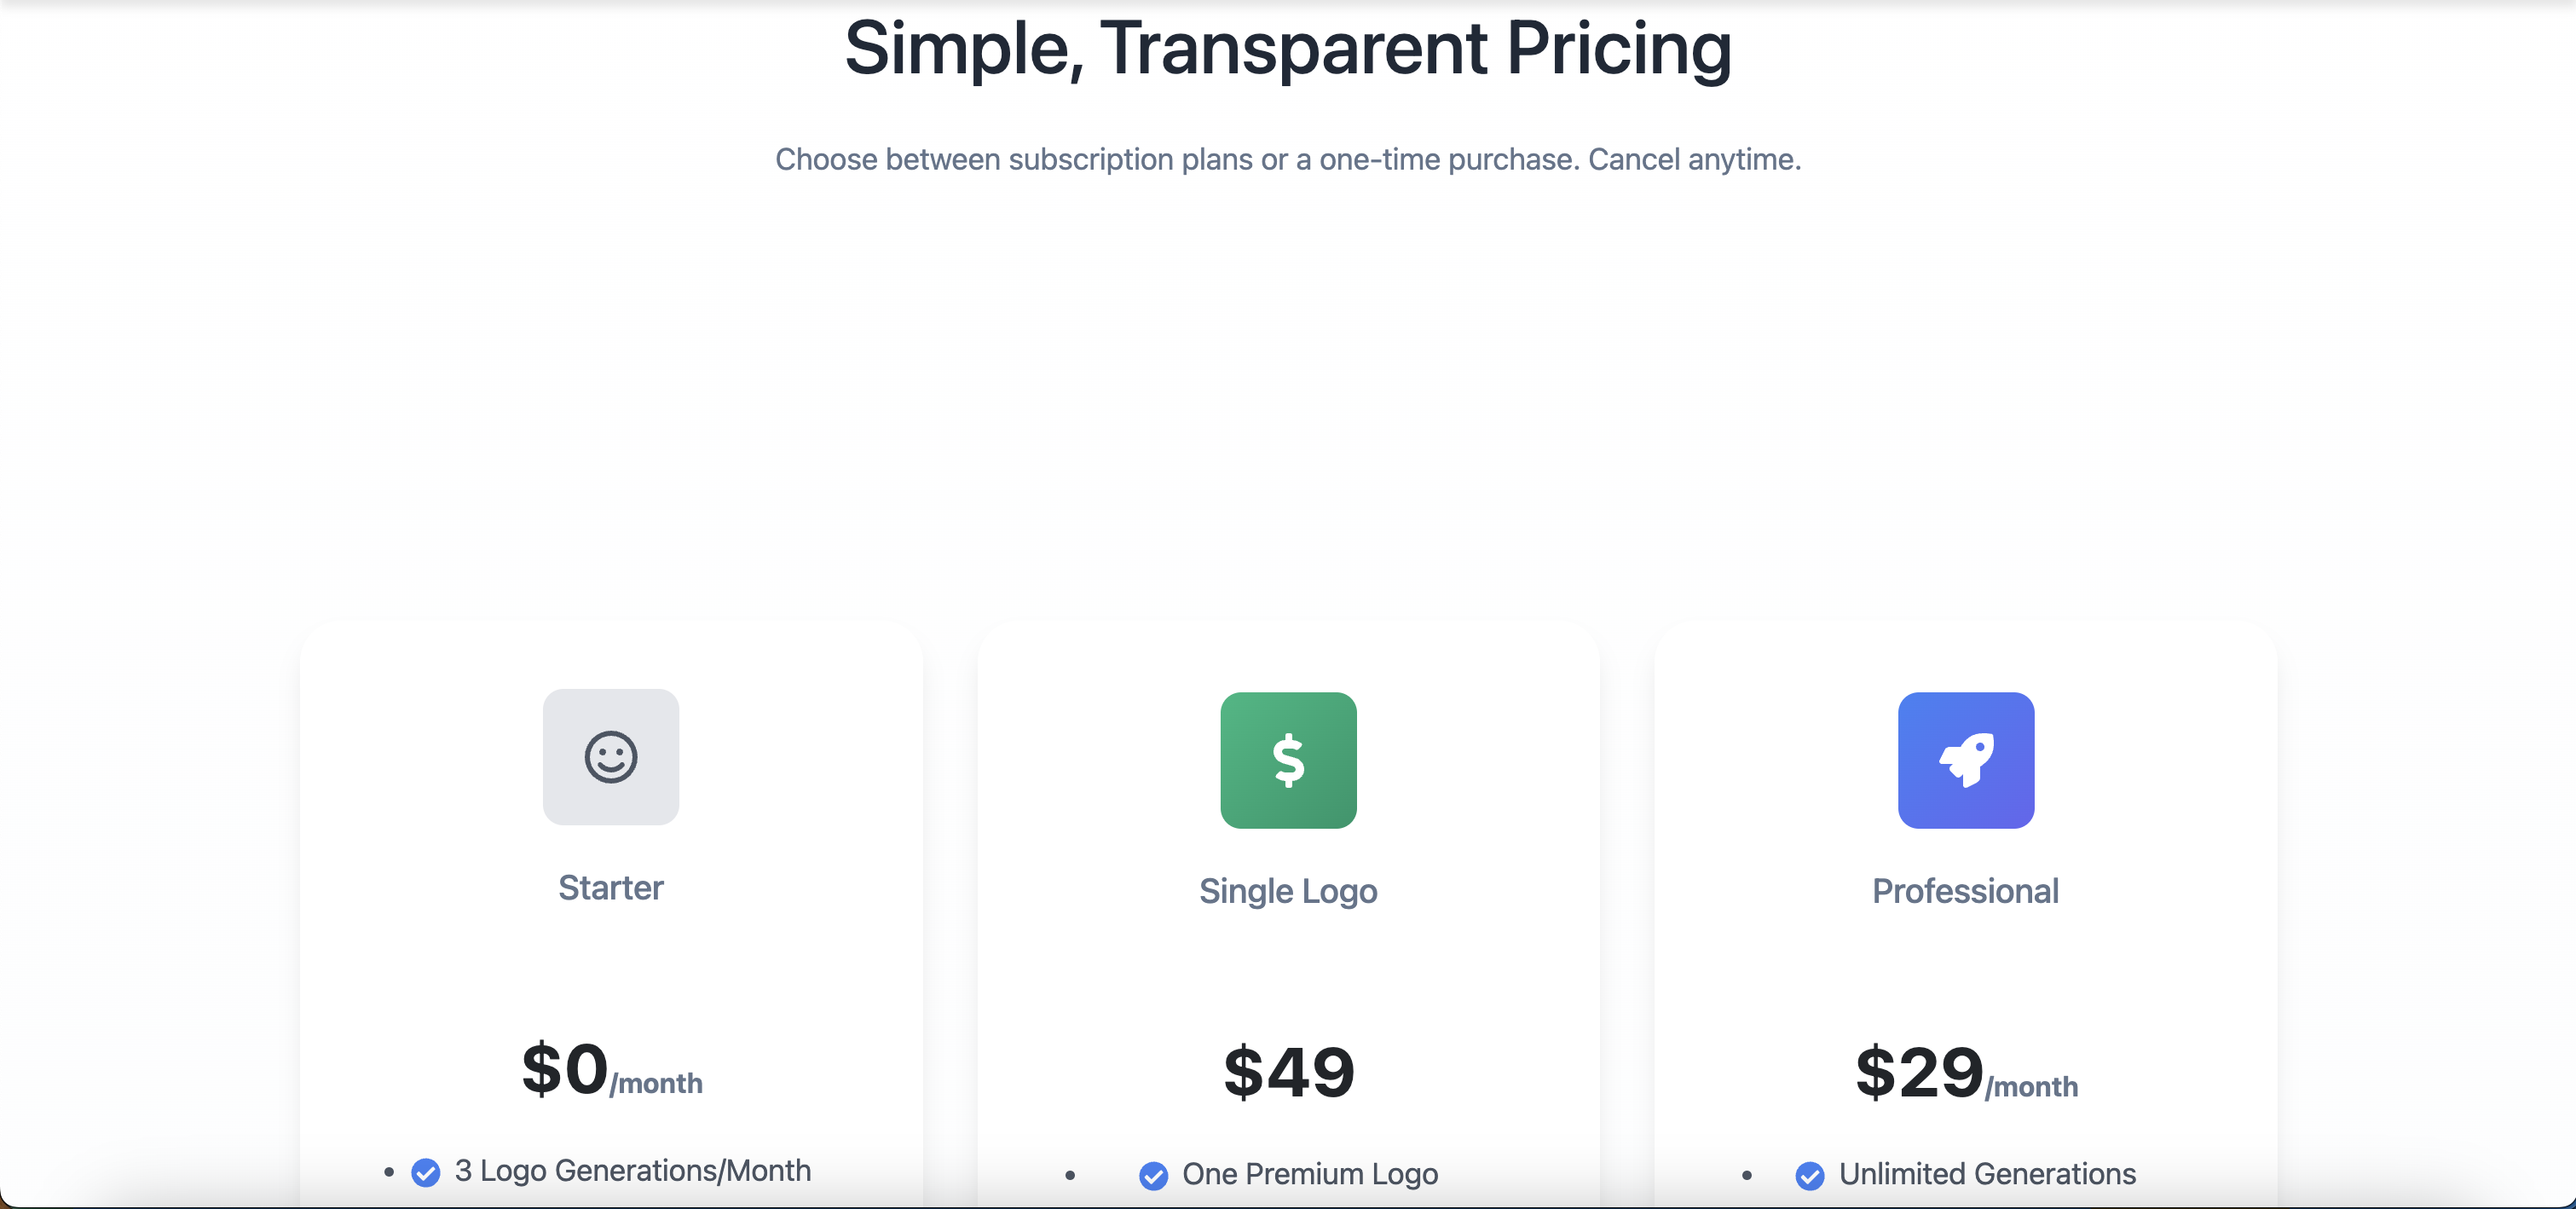 Simple, Transparent Pricing
Choose between subscription plans or a one-time purchase. Cancel anytime.
Starter
$0/month
• 3 Logo Generations/Month
$
Single Logo
$49
• One Premium Logo
Professional
$29/month
• Unlimited Generations